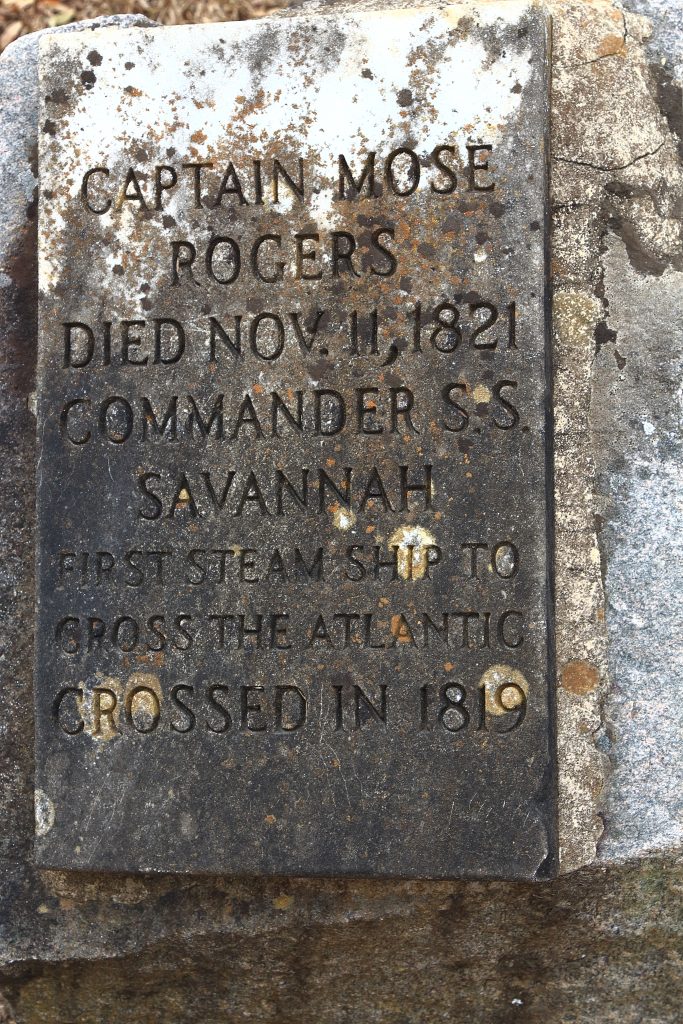 CAPTAIN MOSE
ROGERS
DIED NOV. 11, 1821
COMMANDER S.S.
SAVANNAH
FIRST STEAM SHIP TO
CROSS THE ATLANTIC
CROSSED IN 1819